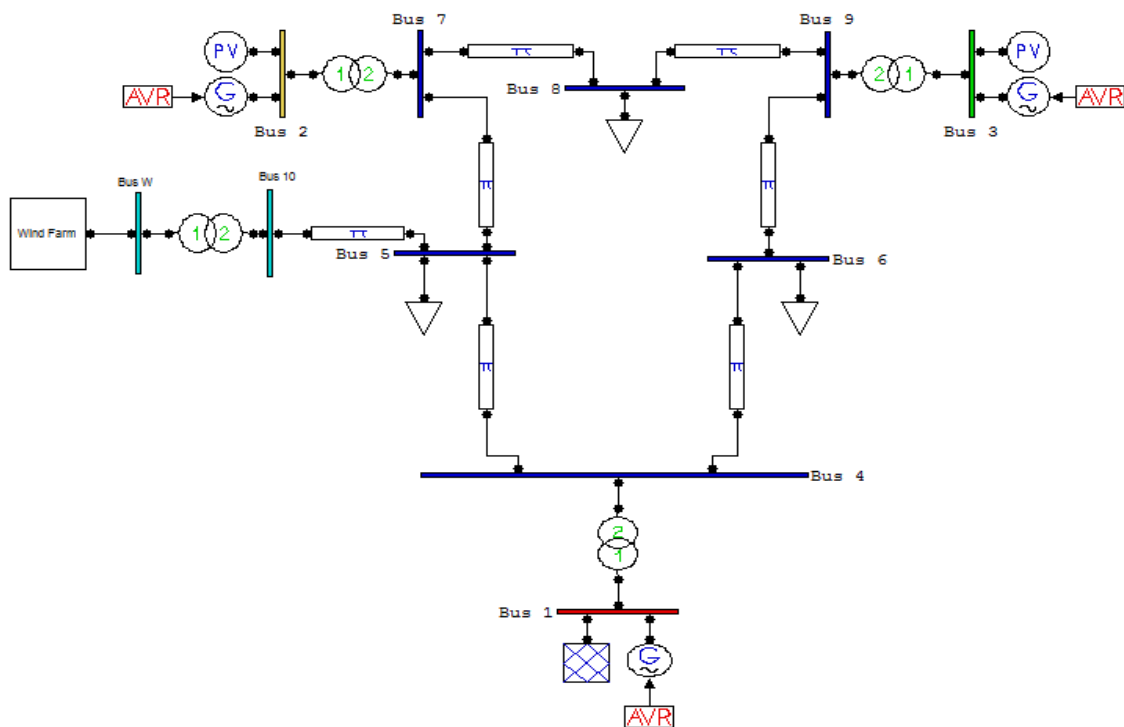 Bus 7
Bus 9
PV
1 2
π
π
2 1
PV
AVR
G
Bus 8
G
AVR
Bus 2
Bus 3
π
π
Bus W
Bus 10
Wind Farm
1 2
π
Bus 5
Bus 6
π
π
Bus 4
2
1
Bus 1
G
AVR